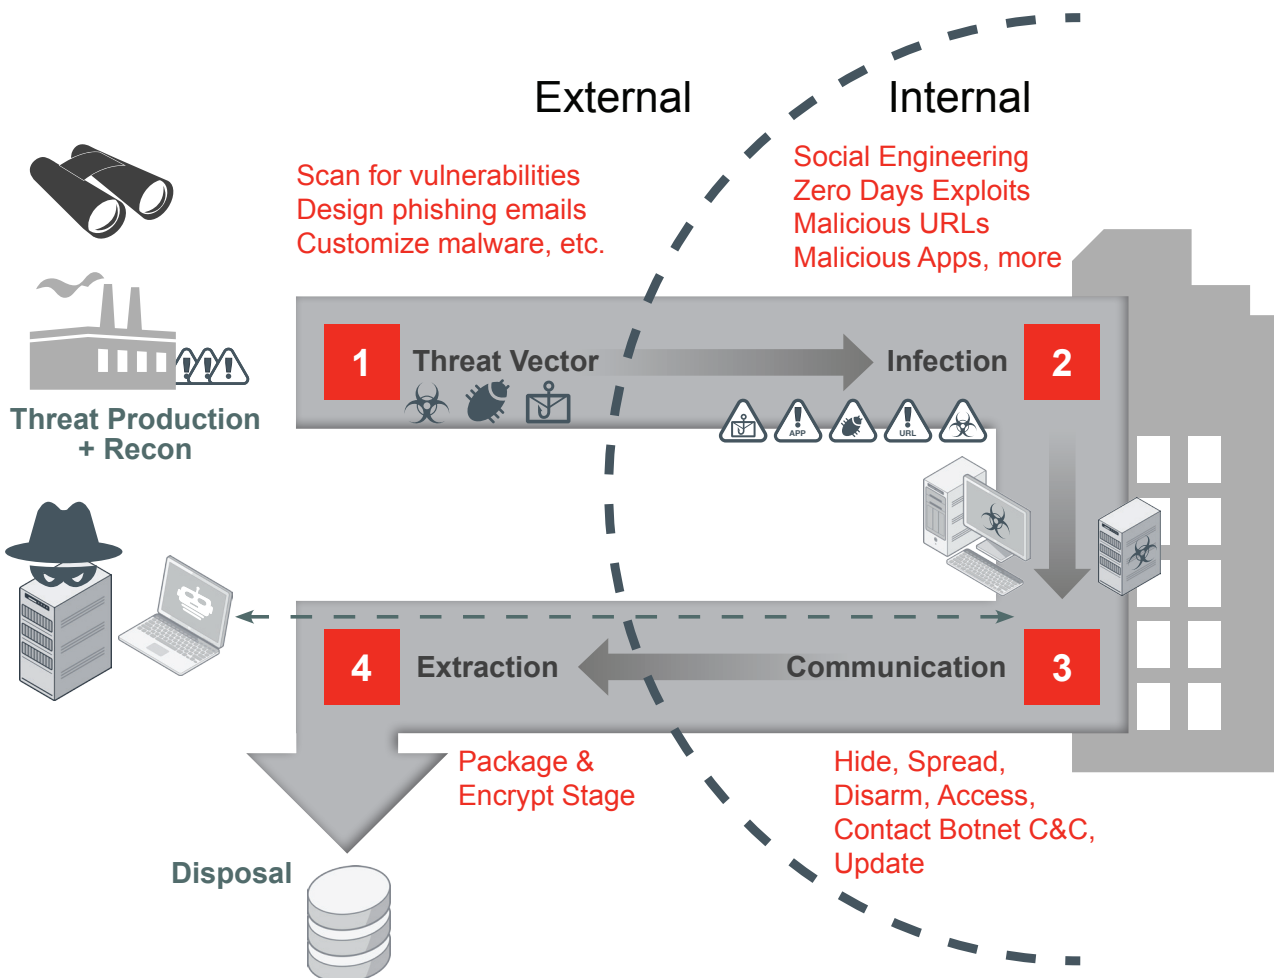 External
Internal
Scan for vulnerabilities
Design phishing emails
Customize malware, etc.
Social Engineering
Zero Days Exploits
Malicious URLs
Malicious Apps, more
1
Threat Vector
Infection
2
APP
URL
Threat Production
+ Recon
4
Extraction
Communication
3
Package &
Encrypt Stage
Hide, Spread,
Disarm, Access,
Contact Botnet C&C,
Update
Disposal